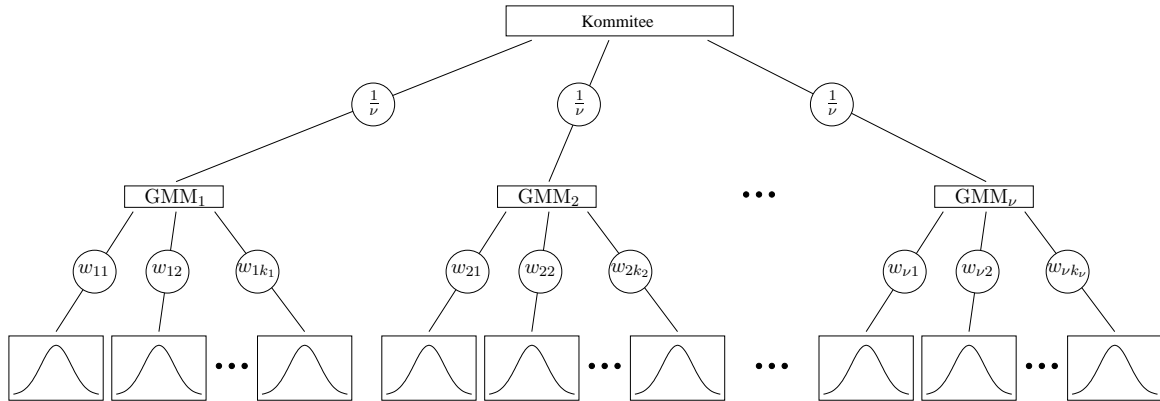 Kommitee
1/ν 1/ν 1/ν
GMM₁ GMM₂ ••• GMM_ν
w₁₁ w₁₂ w₁ₖ₁ w₂₁ w₂₂ w₂ₖ₂ w_ν1 w_ν2 w_νk_ν
••• ••• ••• •••